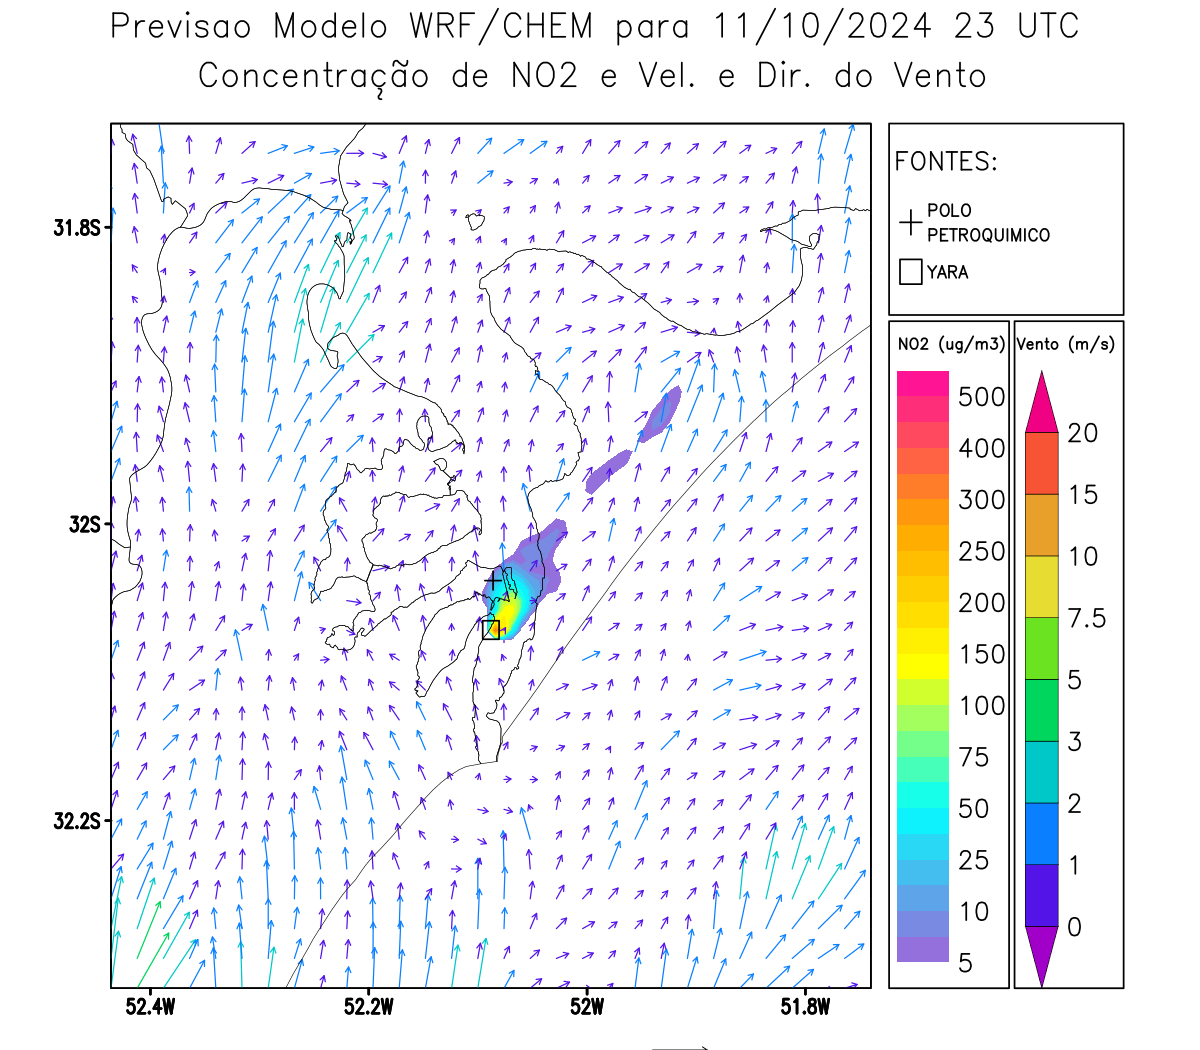 Previsao Modelo WRF/CHEM para 11/10/2024 23 UTC
Concentração de NO2 e Vel. e Dir. do Vento
FONTES:
POLO
PETROQUIMICO
YARA
NO2 (ug/m3)
500
400
300
250
200
150
100
75
50
25
10
5
Vento (m/s)
20
15
10
7.5
5
3
2
1
0
31.8S
32S
32.2S
52.4W
52.2W
52W
51.8W